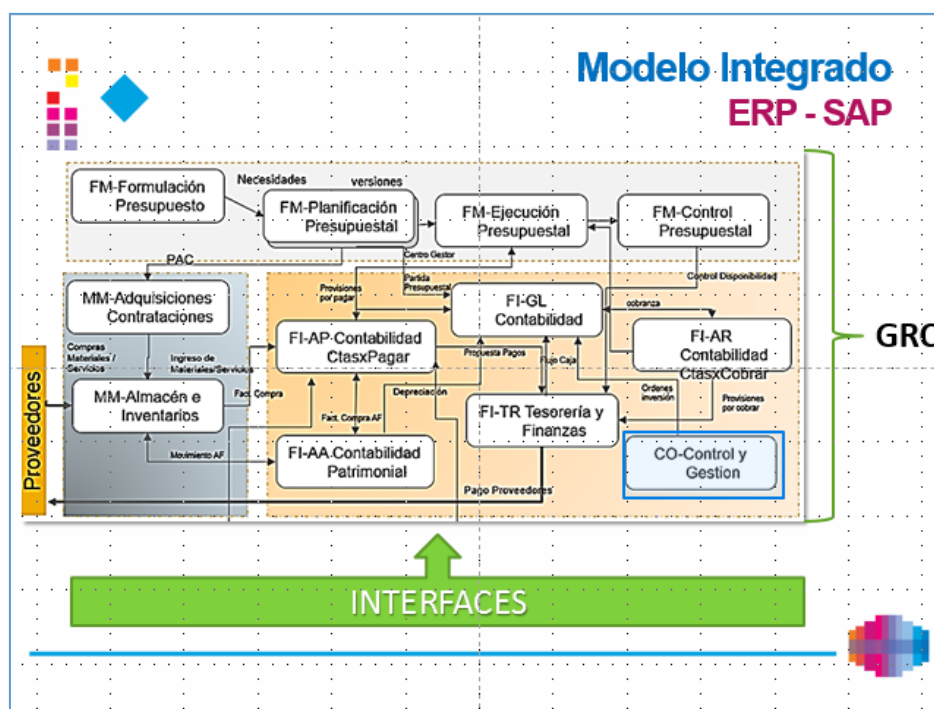 Modelo Integrado
ERP - SAP
FM-Formulación
Presupuesto
Necesidades
versiones
FM-Planificación
Presupuestal
FM-Ejecución
Presupuestal
FM-Control
Presupuestal
PAC
Centro Gestor
Partida
Presupuestal
Control Disponibilidad
MM-Adquisiciones
Contrataciones
Provisiones
por pagar
FI-GL
Contabilidad
cobranza
FI-AP-Contabilidad
CtasxPagar
FI-AR
Contabilidad
CtasxCobrar
GRC
Compras
Materiales /
Servicios
Ingreso de
Materiales/Servicios
Propuesta Pagos
Flujo Caja
Proveedores
MM-Almacén e
Inventarios
Fact. Compra
Depreciación
Ordenes
inversión
Provisiones
por cobrar
Fact. Compra AF
FI-TR Tesorería y
Finanzas
Movimiento AF
FI-AA Contabilidad
Patrimonial
CO-Control y
Gestion
Pago Proveedores
INTERFACES